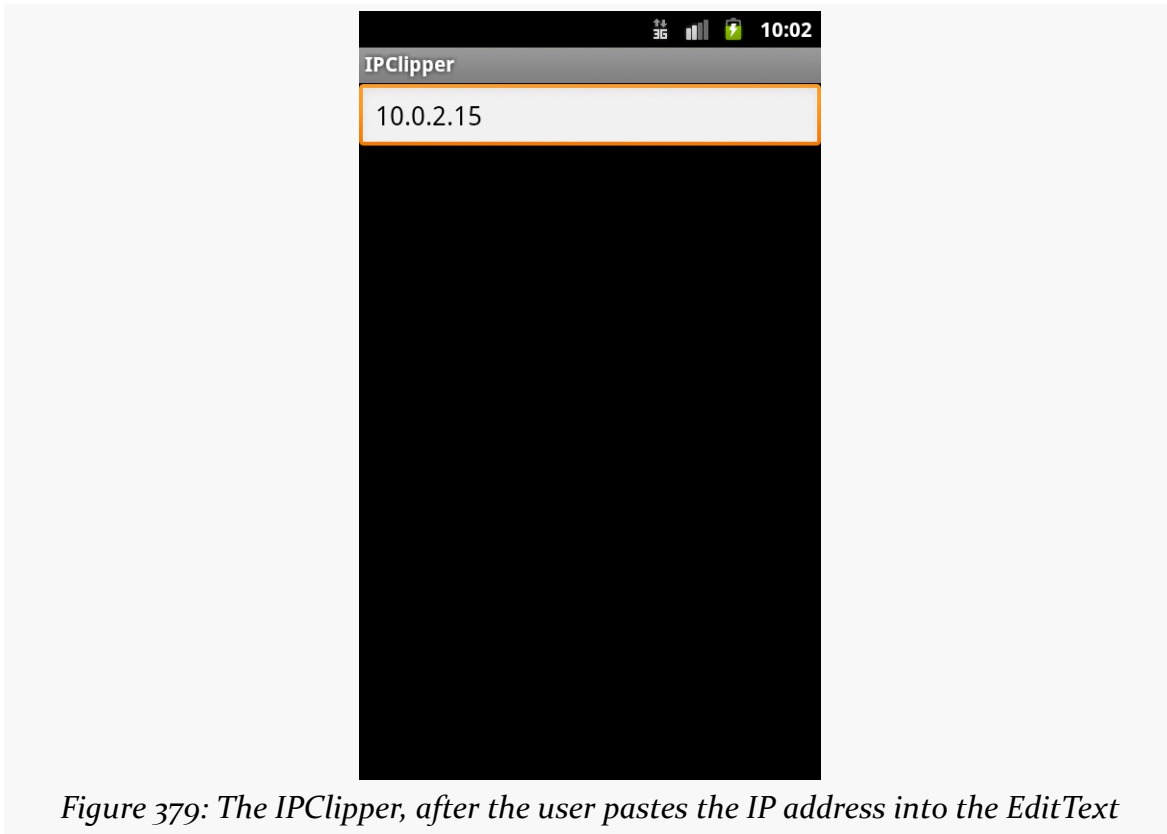 3G 10:02
IPClipper
10.0.2.15
Figure 379: The IPClipper, after the user pastes the IP address into the EditText